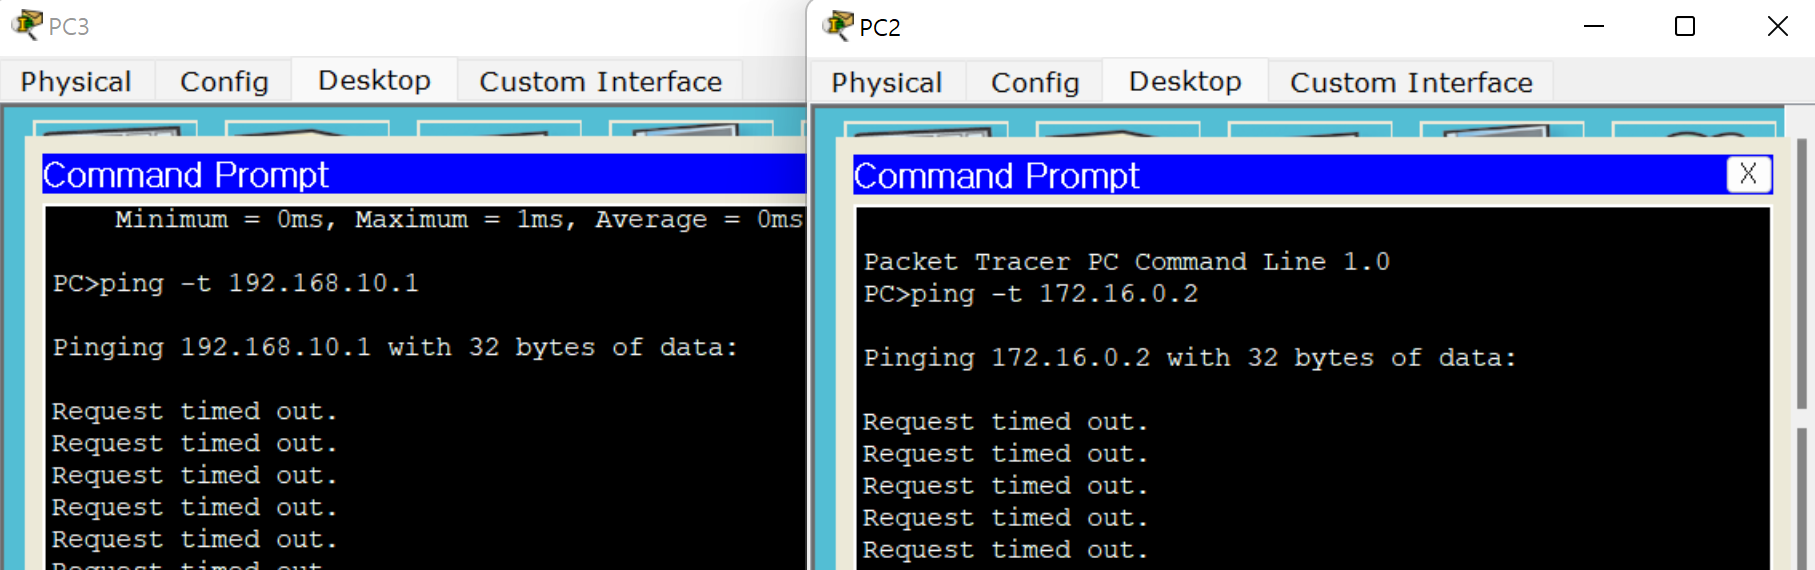 PC3
Physical Config Desktop Custom Interface
Command Prompt
Minimum = 0ms, Maximum = 1ms, Average = 0ms
PC>ping -t 192.168.10.1
Pinging 192.168.10.1 with 32 bytes of data:
Request timed out.
Request timed out.
Request timed out.
Request timed out.
Request timed out.
Request timed out.
PC2
Physical Config Desktop Custom Interface
Command Prompt X
Packet Tracer PC Command Line 1.0
PC>ping -t 172.16.0.2
Pinging 172.16.0.2 with 32 bytes of data:
Request timed out.
Request timed out.
Request timed out.
Request timed out.
Request timed out.